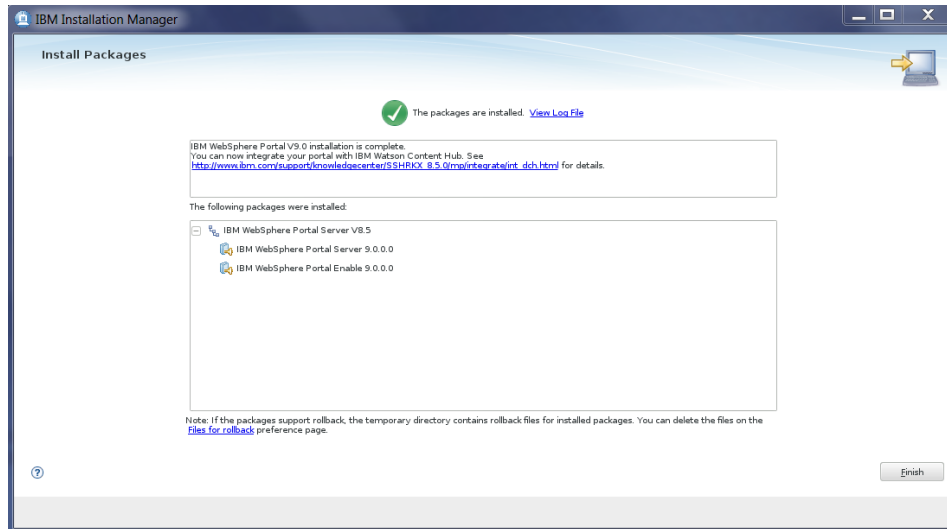 IBM Installation Manager
Install Packages
The packages are installed. View Log File
IBM WebSphere Portal V9.0 installation is complete.
You can now integrate your portal with IBM Watson Content Hub. See
http://www.ibm.com/support/knowledgecenter/SSHRKX_8.5.0/mp/integrate/int_dch.html for details.
The following packages were installed:
IBM WebSphere Portal Server V8.5
IBM WebSphere Portal Server 9.0.0.0
IBM WebSphere Portal Enable 9.0.0.0
Note: If the packages support rollback, the temporary directory contains rollback files for installed packages. You can delete the files on the
Files for rollback preference page.
Finish